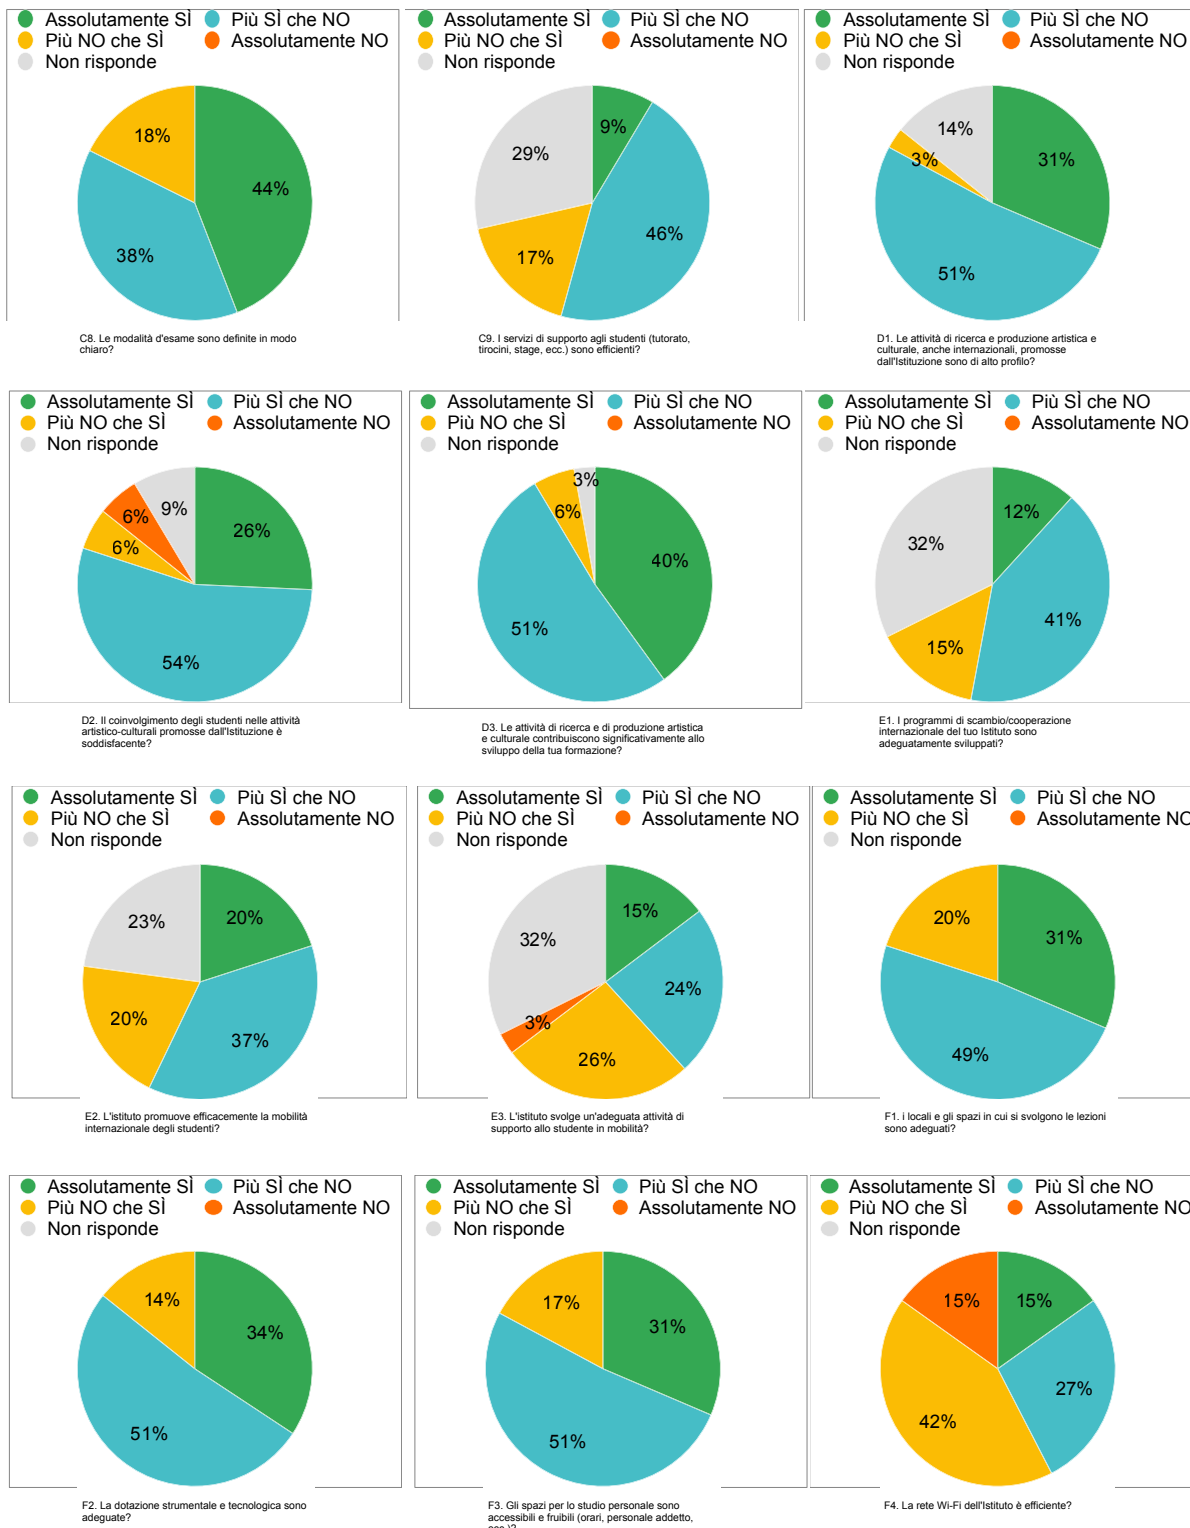 Assolutamente SÌ
Più SÌ che NO
Più NO che SÌ
Assolutamente NO
Non risponde
18%
44%
38%
C8. Le modalità d'esame sono definite in modo
chiaro?
Assolutamente SÌ
Più SÌ che NO
Più NO che SÌ
Assolutamente NO
Non risponde
9%
29%
46%
17%
C9. I servizi di supporto agli studenti (tutorato,
tirocini, stage, ecc.) sono efficienti?
Assolutamente SÌ
Più SÌ che NO
Più NO che SÌ
Assolutamente NO
Non risponde
14%
3%
31%
51%
D1. Le attività di ricerca e produzione artistica e
culturale, anche internazionali, promosse
dall'Istituzione sono di alto profilo?
Assolutamente SÌ
Più SÌ che NO
Più NO che SÌ
Assolutamente NO
Non risponde
9%
6%
26%
6%
54%
D2. Il coinvolgimento degli studenti nelle attività
artistico-culturali promosse dall'Istituzione è
soddisfacente?
Assolutamente SÌ
Più SÌ che NO
Più NO che SÌ
Assolutamente NO
Non risponde
3%
6%
40%
51%
D3. Le attività di ricerca e di produzione artistica
e culturale contribuiscono significativamente allo
sviluppo della tua formazione?
Assolutamente SÌ
Più SÌ che NO
Più NO che SÌ
Assolutamente NO
Non risponde
12%
32%
41%
15%
E1. I programmi di scambio/cooperazione
internazionale del tuo Istituto sono
adeguatamente sviluppati?
Assolutamente SÌ
Più SÌ che NO
Più NO che SÌ
Assolutamente NO
Non risponde
23%
20%
20%
37%
E2. L'istituto promuove efficacemente la mobilità
internazionale degli studenti?
Assolutamente SÌ
Più SÌ che NO
Più NO che SÌ
Assolutamente NO
Non risponde
15%
32%
24%
3%
26%
E3. L'istituto svolge un'adeguata attività di
supporto allo studente in mobilità?
Assolutamente SÌ
Più SÌ che NO
Più NO che SÌ
Assolutamente NO
Non risponde
20%
31%
49%
F1. i locali e gli spazi in cui si svolgono le lezioni
sono adeguati?
Assolutamente SÌ
Più SÌ che NO
Più NO che SÌ
Assolutamente NO
Non risponde
14%
34%
51%
F2. La dotazione strumentale e tecnologica sono
adeguate?
Assolutamente SÌ
Più SÌ che NO
Più NO che SÌ
Assolutamente NO
Non risponde
17%
31%
51%
F3. Gli spazi per lo studio personale sono
accessibili e fruibili (orari, personale addetto,
ecc.)?
Assolutamente SÌ
Più SÌ che NO
Più NO che SÌ
Assolutamente NO
Non risponde
15%
15%
27%
42%
F4. La rete Wi-Fi dell'Istituto è efficiente?